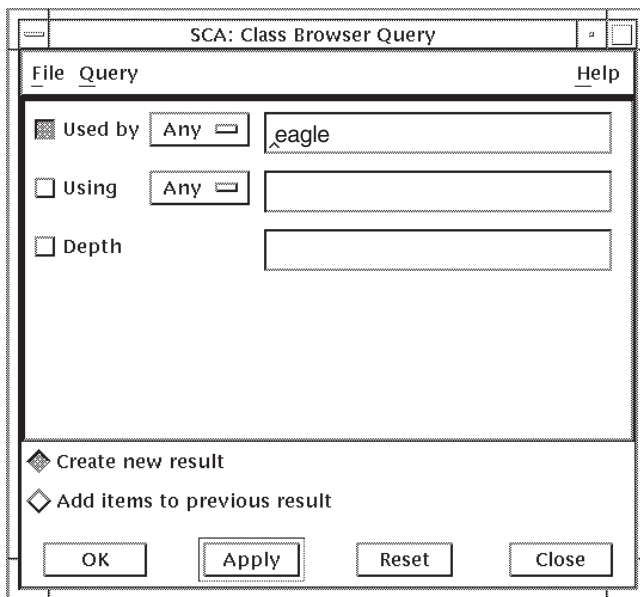 SCA: Class Browser Query
File Query Help
Used by Any eagle
Using Any
Depth
Create new result
Add items to previous result
OK Apply Reset Close